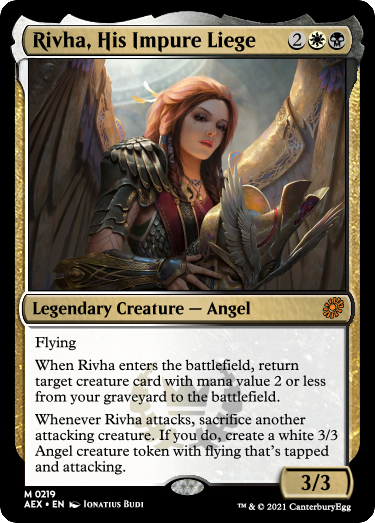 Rivha, His Impure Liege 2
Legendary Creature — Angel
Flying
When Rivha enters the battlefield, return
target creature card with mana value 2 or less
from your graveyard to the battlefield.
Whenever Rivha attacks, sacrifice another
attacking creature. If you do, create a white 3/3
Angel creature token with flying that's tapped
and attacking.
3/3
M 0219
AEX • EN Ionatius Budi
™ & © 2021 CanterburyEgg